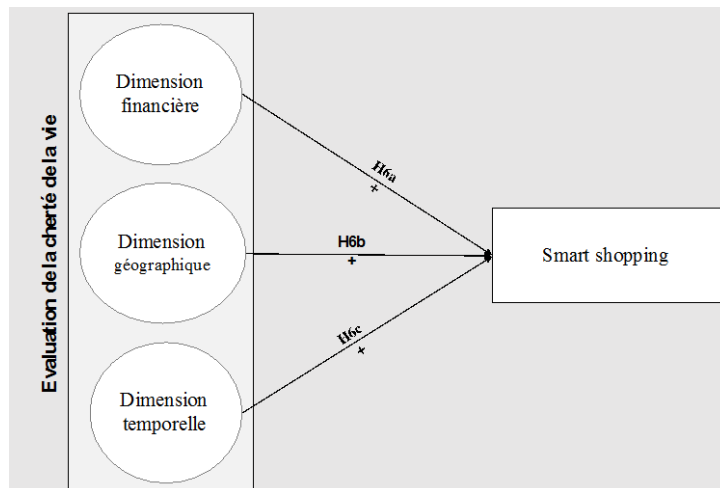 Evaluation de la cherté de la vie
Dimension
financière
Dimension
géographique
Dimension
temporelle
H6a
+
H6b
+
H6c
+
Smart shopping